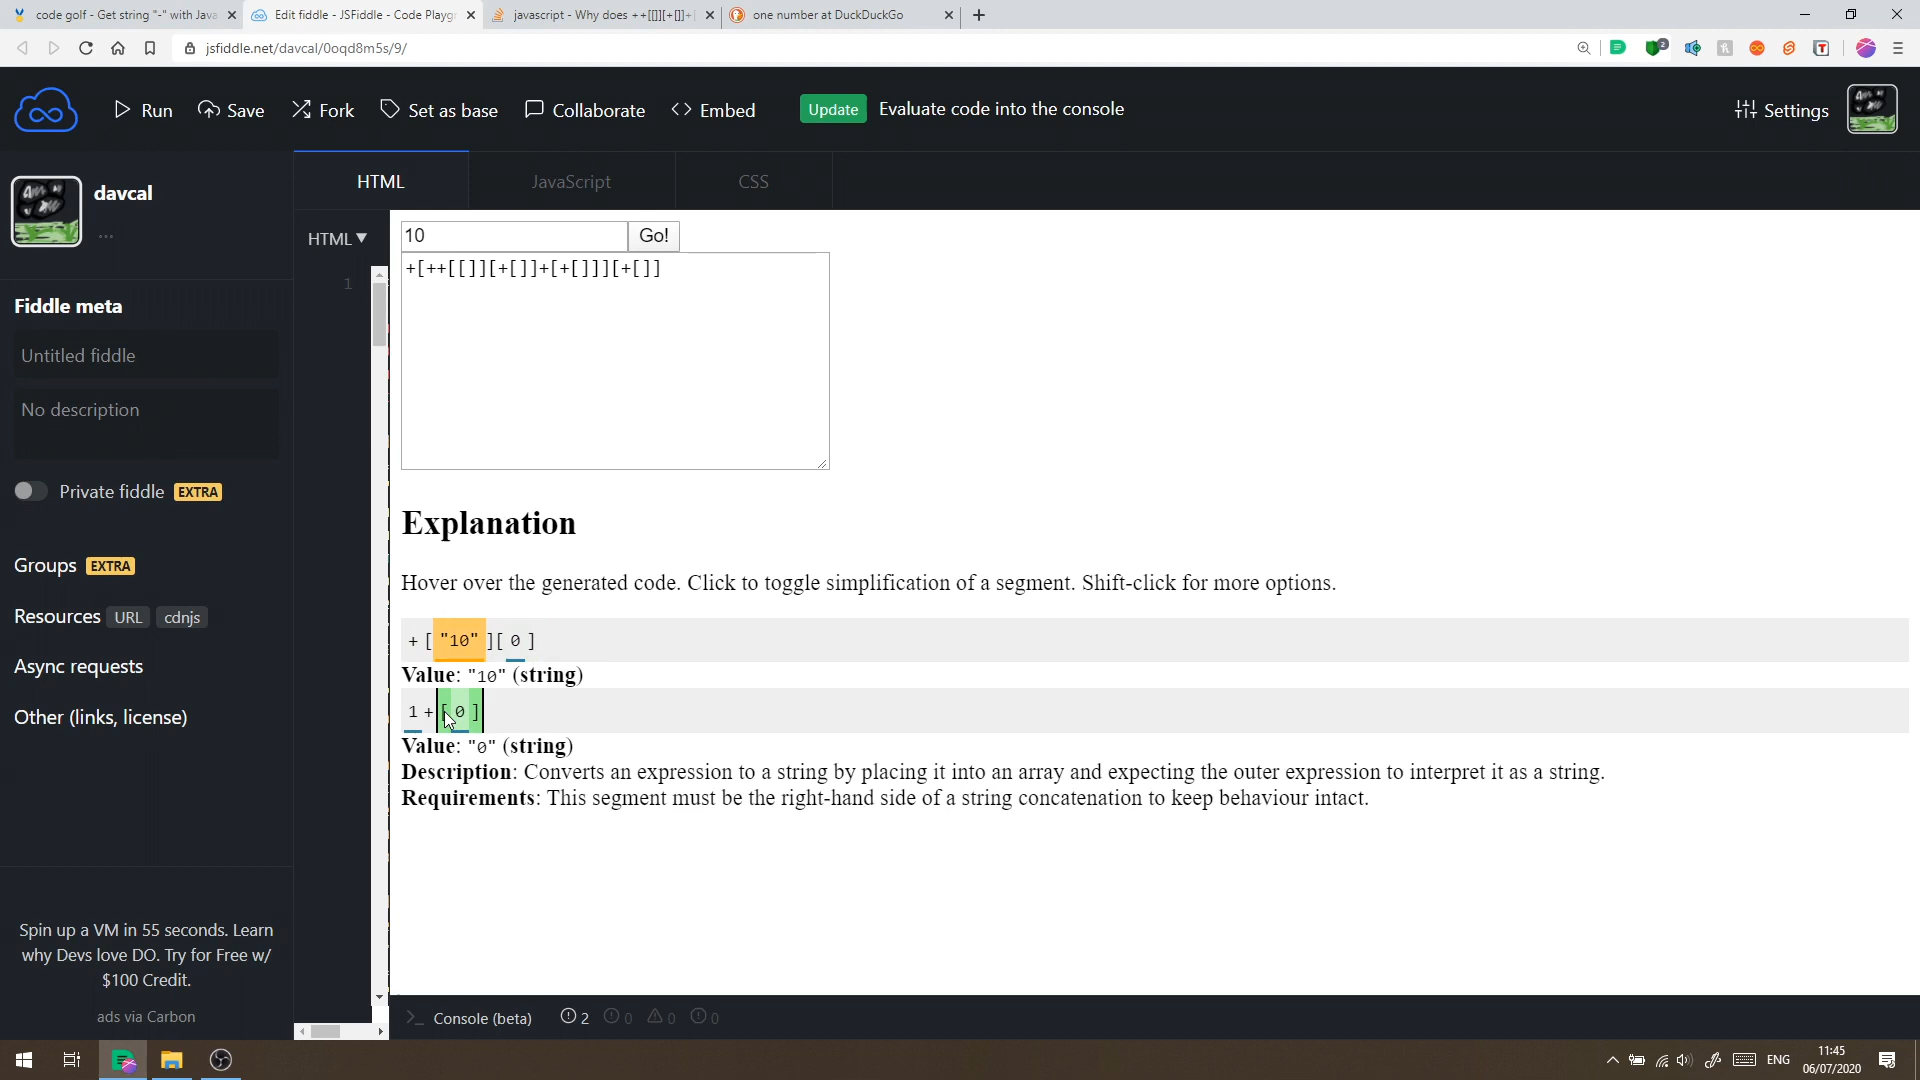 code golf - Get string "-" with Java
Edit fiddle - JSFiddle - Code Playg
javascript - Why does ++[[]][+[]]+[
one number at DuckDuckGo
jsfiddle.net/davcal/0oqd8m5s/9/
2
Run
Save
Fork
Set as base
Collaborate
Embed
Update
Evaluate code into the console
Settings
davcal
...
HTML
JavaScript
CSS
HTML▼
1
10
Go!
+[++[[]][+[]]+[+[]]][+[]]
Fiddle meta
Untitled fiddle
No description
Private fiddle EXTRA
Groups EXTRA
Resources URL cdnjs
Async requests
Other (links, license)
Explanation
Hover over the generated code. Click to toggle simplification of a segment. Shift-click for more options.
+ [ "10" ][ 0 ]
Value: "10" (string)
1 + [ 0 ]
Value: "0" (string)
Description: Converts an expression to a string by placing it into an array and expecting the outer expression to interpret it as a string.
Requirements: This segment must be the right-hand side of a string concatenation to keep behaviour intact.
Spin up a VM in 55 seconds. Learn
why Devs love DO. Try for Free w/
$100 Credit.
ads via Carbon
Console (beta)
2
0
0
0
ENG
11:45
06/07/2020